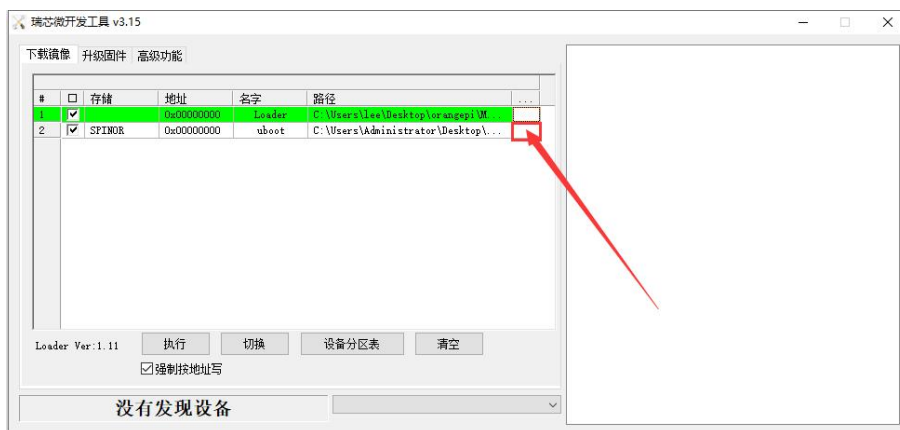 瑞芯微开发工具 v3.15
下载镜像 升级固件 高级功能
# 存储 地址 名字 路径 ...
1 0x00000000 Loader C:\Users\lee\Desktop\orangepi\M...
2 SPINOR 0x00000000 uboot C:\Users\Administrator\Desktop\...
Loader Ver:1.11 执行 切换 设备分区表 清空
强制按地址写
没有发现设备